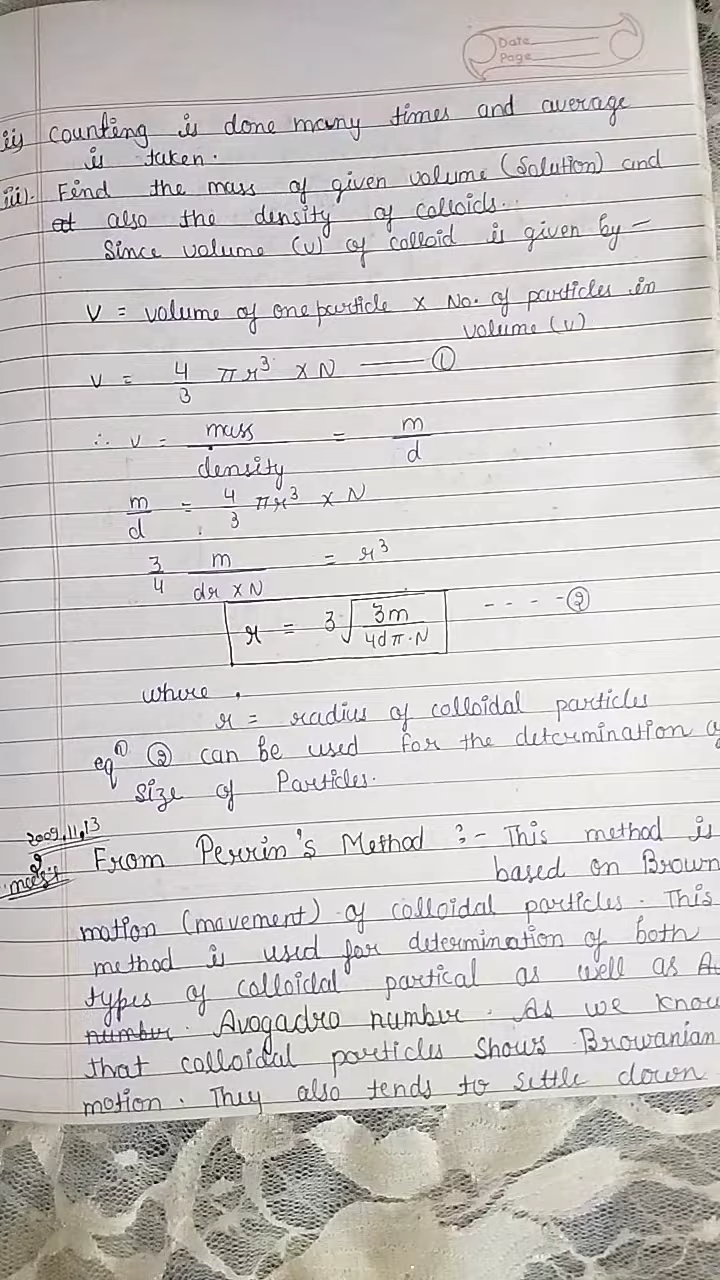 Date
Page
ii) Counting is done many times and average
is taken.
iii). Find the mass of given volume (Solution) and
also the density of colloids.
Since volume (v) of colloid is given by –
V = volume of one particle × No. of particles in
volume (v)
v = 4/3 πr³ × N —— ①
∴ v = mass/density = m/d
m/d = 4/3 πr³ × N
3/4 m/dπ × N = r³
r = 3√3m/4dπ·N - - - - ②
where,
r = radius of colloidal particles
eqⁿ ② can be used for the determination of
size of Particles.
2009,11,13
From Perrin's Method :- This method is
based on Brown
motion (movement) of colloidal particles. This
method is used for determination of both
types of colloidal partical as well as A
number. Avogadro number. As we know
that colloidal particles shows Browanian
motion. They also tends to settle down